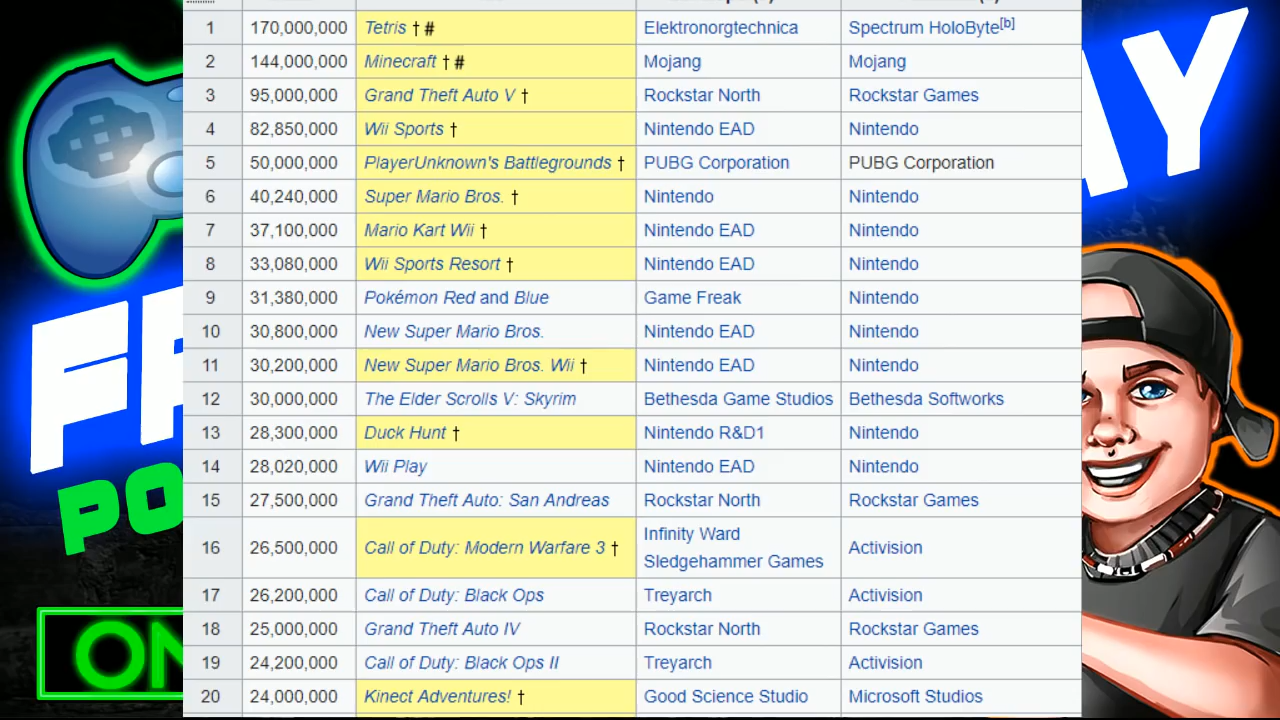 1 170,000,000 Tetris † # Elektronorgtechnica Spectrum HoloByte[b]
2 144,000,000 Minecraft † # Mojang Mojang
3 95,000,000 Grand Theft Auto V † Rockstar North Rockstar Games
4 82,850,000 Wii Sports † Nintendo EAD Nintendo
5 50,000,000 PlayerUnknown's Battlegrounds † PUBG Corporation PUBG Corporation
6 40,240,000 Super Mario Bros. † Nintendo Nintendo
7 37,100,000 Mario Kart Wii † Nintendo EAD Nintendo
8 33,080,000 Wii Sports Resort † Nintendo EAD Nintendo
9 31,380,000 Pokémon Red and Blue Game Freak Nintendo
10 30,800,000 New Super Mario Bros. Nintendo EAD Nintendo
11 30,200,000 New Super Mario Bros. Wii † Nintendo EAD Nintendo
12 30,000,000 The Elder Scrolls V: Skyrim Bethesda Game Studios Bethesda Softworks
13 28,300,000 Duck Hunt † Nintendo R&D1 Nintendo
14 28,020,000 Wii Play Nintendo EAD Nintendo
15 27,500,000 Grand Theft Auto: San Andreas Rockstar North Rockstar Games
16 26,500,000 Call of Duty: Modern Warfare 3 † Infinity Ward Sledgehammer Games Activision
17 26,200,000 Call of Duty: Black Ops Treyarch Activision
18 25,000,000 Grand Theft Auto IV Rockstar North Rockstar Games
19 24,200,000 Call of Duty: Black Ops II Treyarch Activision
20 24,000,000 Kinect Adventures! † Good Science Studio Microsoft Studios
AY
PO
ON